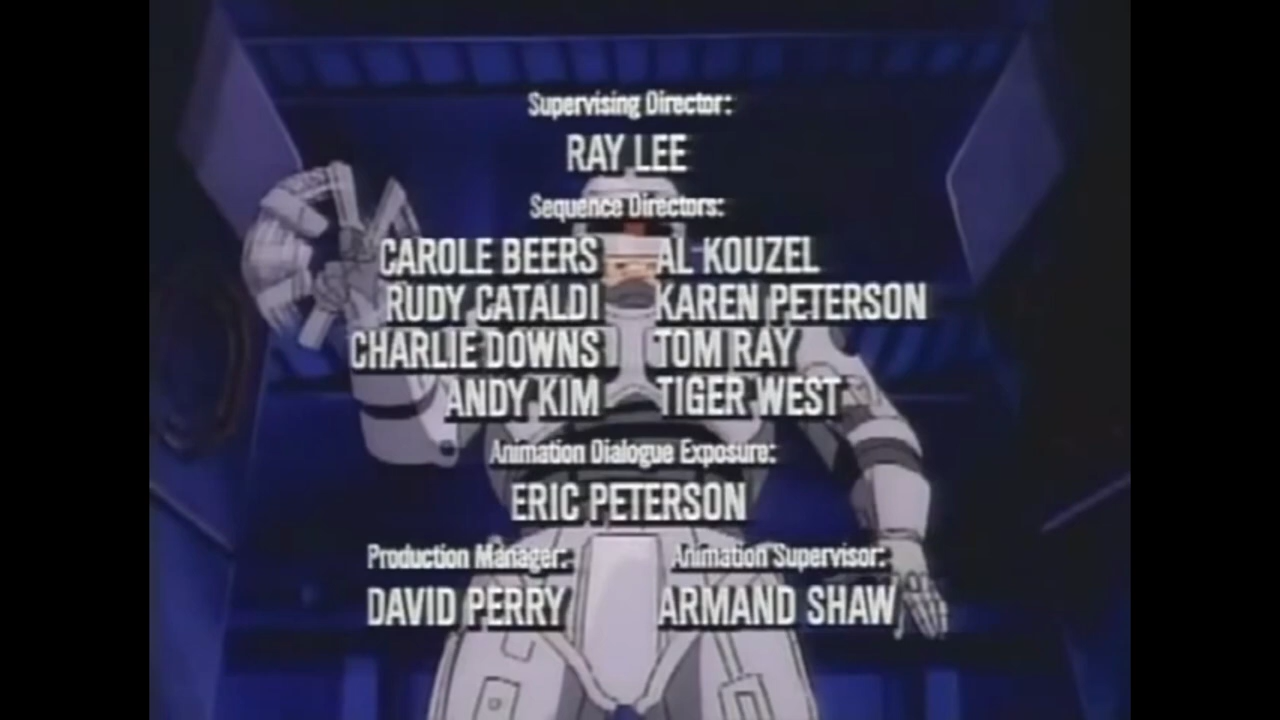 Supervising Director:
RAY LEE
Sequence Directors:
CAROLE BEERS AL KOUZEL
RUDY CATALDI KAREN PETERSON
CHARLIE DOWNS TOM RAY
ANDY KIM TIGER WEST
Animation Dialogue Exposure:
ERIC PETERSON
Production Manager: Animation Supervisor:
DAVID PERRY ARMAND SHAW